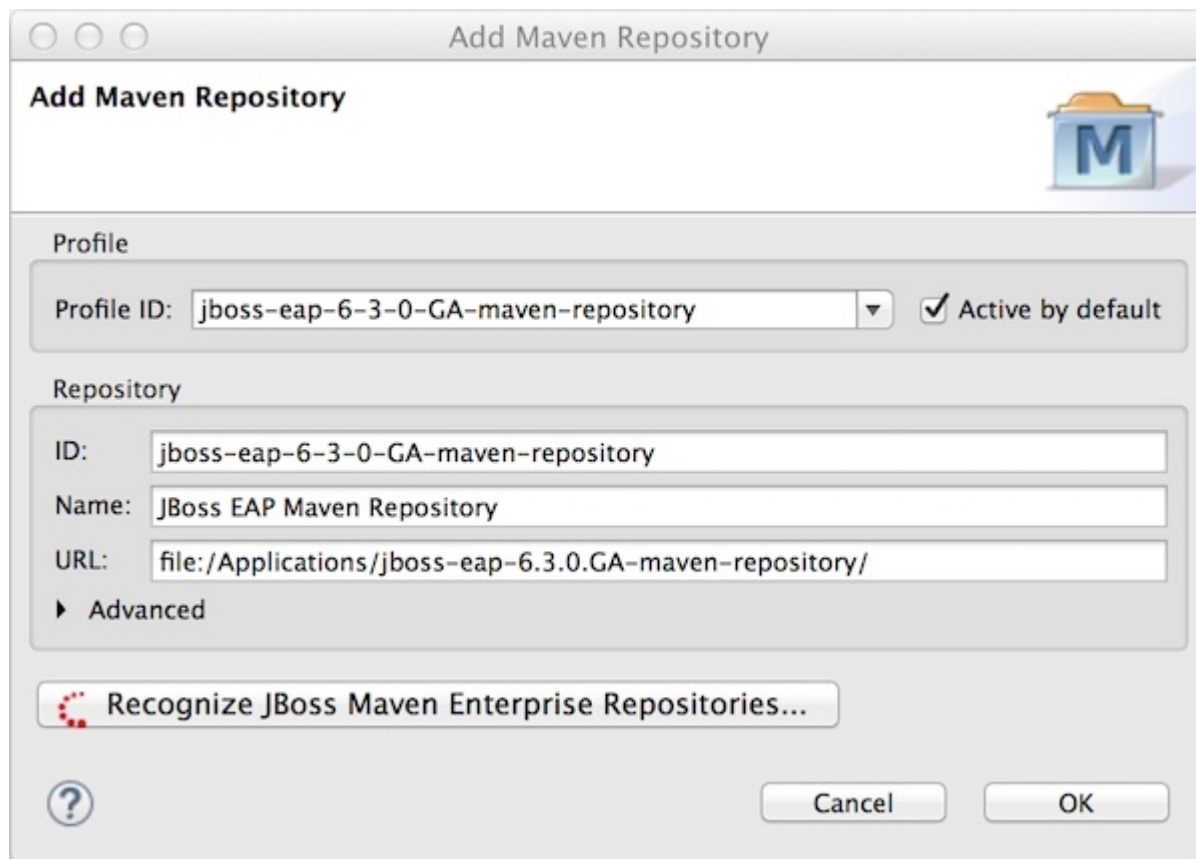 Add Maven Repository
Add Maven Repository
M
Profile
Profile ID: jboss-eap-6-3-0-GA-maven-repository Active by default
Repository
ID: jboss-eap-6-3-0-GA-maven-repository
Name: JBoss EAP Maven Repository
URL: file:/Applications/jboss-eap-6.3.0.GA-maven-repository/
Advanced
Recognize JBoss Maven Enterprise Repositories...
? Cancel OK